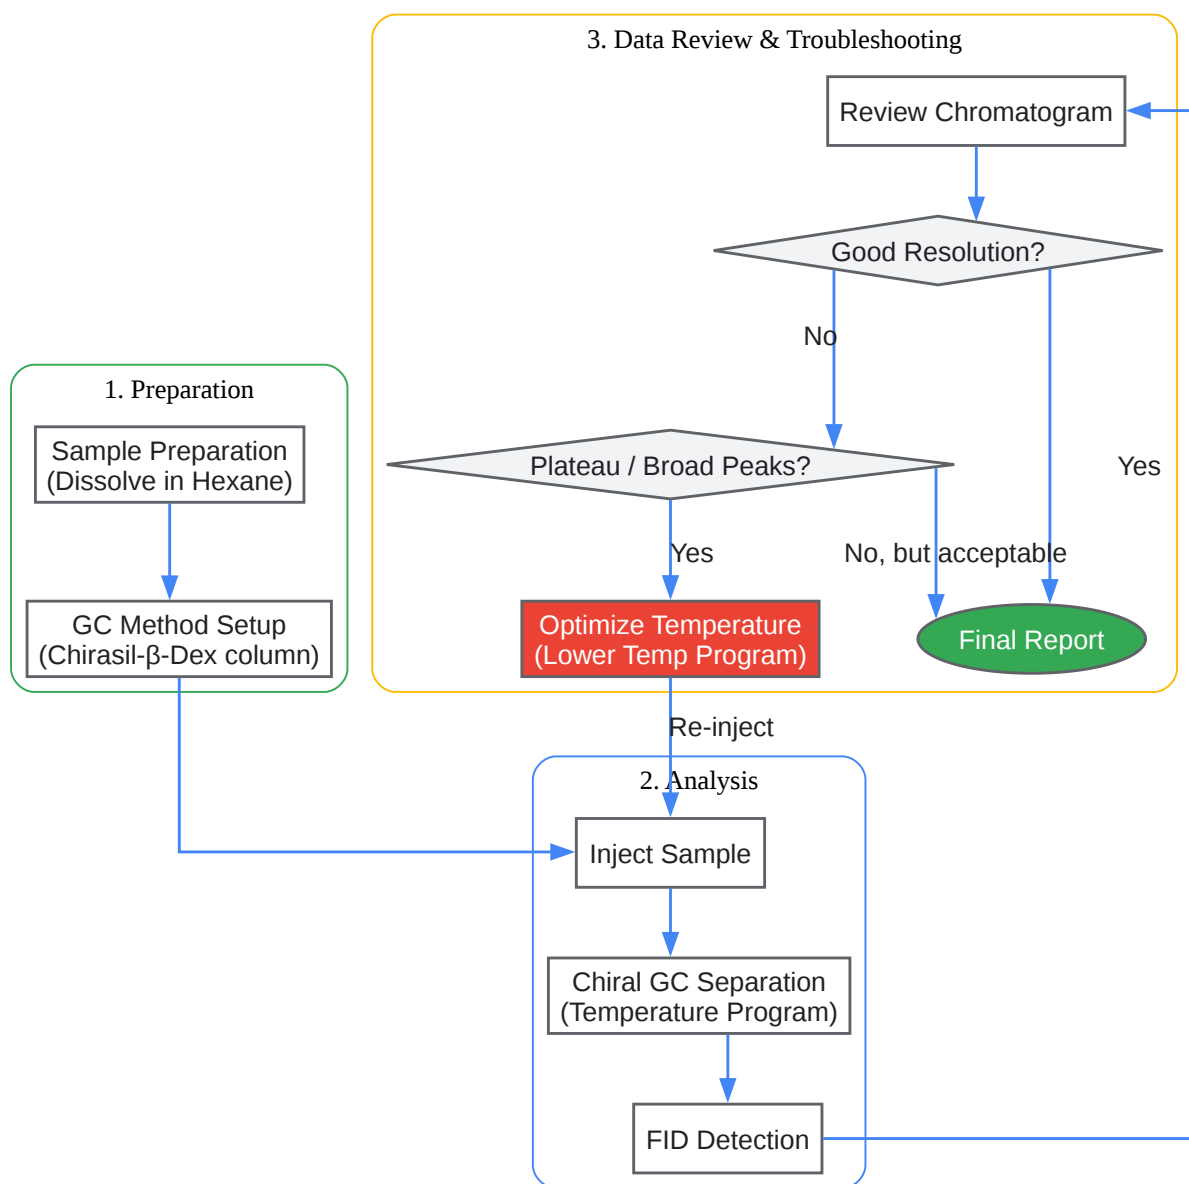 3. Data Review & Troubleshooting
Review Chromatogram
Good Resolution?
No
Yes
Plateau / Broad Peaks?
Yes
No, but acceptable
Optimize Temperature
(Lower Temp Program)
Final Report
1. Preparation
Sample Preparation
(Dissolve in Hexane)
GC Method Setup
(Chirasil-β-Dex column)
Re-inject
2. Analysis
Inject Sample
Chiral GC Separation
(Temperature Program)
FID Detection